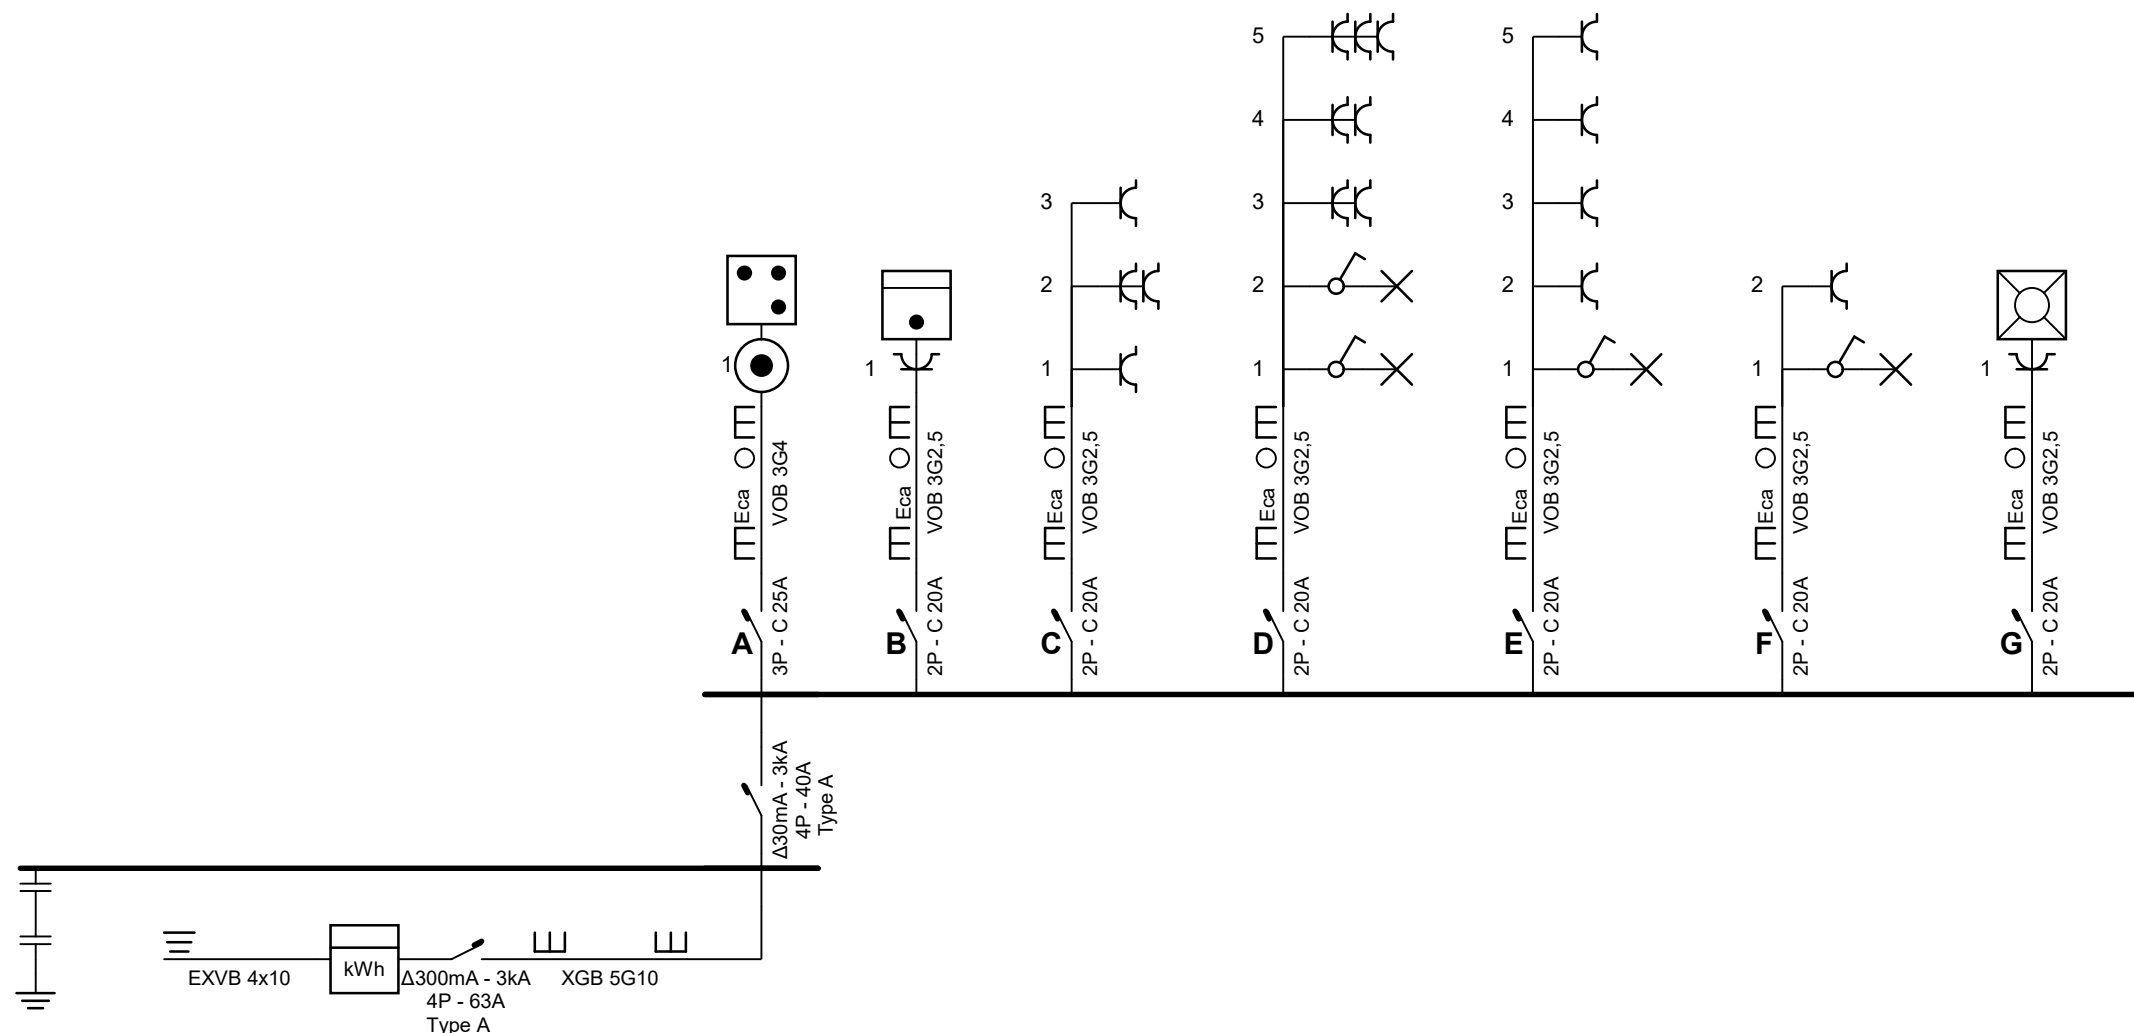 5
5
4
4
3
3
3
2
2
2
2
1
1
1
1
1
1
1
Eca
VOB 3G4
Eca
VOB 3G2,5
Eca
VOB 3G2,5
Eca
VOB 3G2,5
Eca
VOB 3G2,5
Eca
VOB 3G2,5
Eca
VOB 3G2,5
A
3P - C 25A
B
2P - C 20A
C
2P - C 20A
D
2P - C 20A
E
2P - C 20A
F
2P - C 20A
G
2P - C 20A
Δ30mA - 3kA
4P - 40A
Type A
EXVB 4x10
kWh
Δ300mA - 3kA
4P - 63A
Type A
XGB 5G10